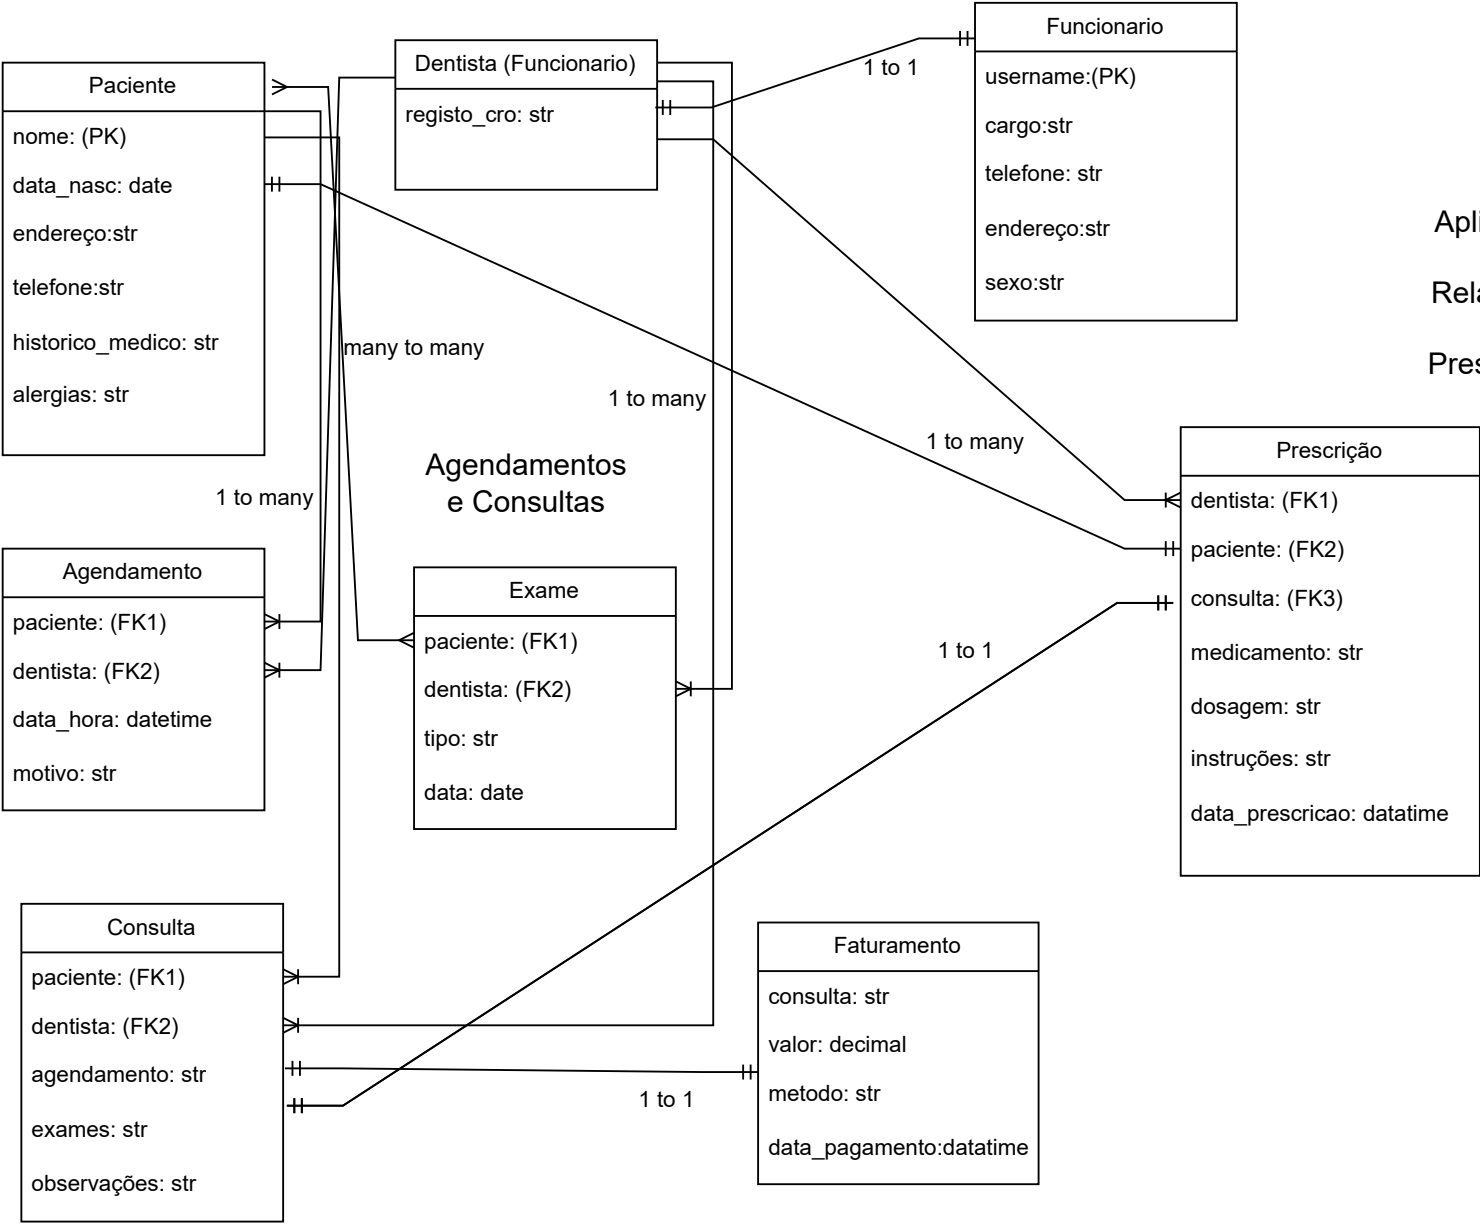 Paciente
nome: (PK)
data_nasc: date
endereço:str
telefone:str
historico_medico: str
alergias: str
Dentista (Funcionario)
registo_cro: str
1 to 1
Funcionario
username:(PK)
cargo:str
telefone: str
endereço:str
sexo:str
many to many
1 to many
1 to many
1 to many
Agendamentos
e Consultas
Agendamento
paciente: (FK1)
dentista: (FK2)
data_hora: datetime
motivo: str
Exame
paciente: (FK1)
dentista: (FK2)
tipo: str
data: date
Prescrição
dentista: (FK1)
paciente: (FK2)
consulta: (FK3)
medicamento: str
dosagem: str
instruções: str
data_prescricao: datatime
1 to 1
Consulta
paciente: (FK1)
dentista: (FK2)
agendamento: str
exames: str
observações: str
1 to 1
Faturamento
consulta: str
valor: decimal
metodo: str
data_pagamento:datatime